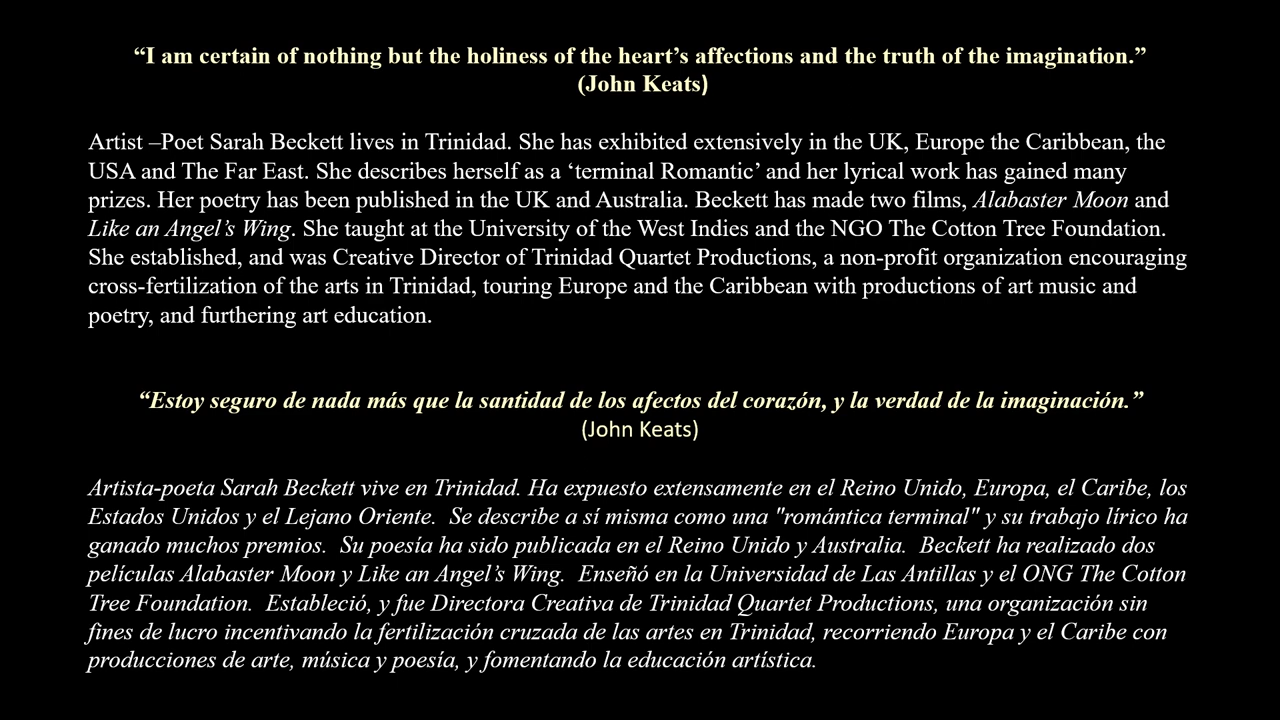 “I am certain of nothing but the holiness of the heart’s affections and the truth of the imagination.”
(John Keats)
Artist –Poet Sarah Beckett lives in Trinidad. She has exhibited extensively in the UK, Europe the Caribbean, the
USA and The Far East. She describes herself as a ‘terminal Romantic’ and her lyrical work has gained many
prizes. Her poetry has been published in the UK and Australia. Beckett has made two films, Alabaster Moon and
Like an Angel’s Wing. She taught at the University of the West Indies and the NGO The Cotton Tree Foundation.
She established, and was Creative Director of Trinidad Quartet Productions, a non-profit organization encouraging
cross-fertilization of the arts in Trinidad, touring Europe and the Caribbean with productions of art music and
poetry, and furthering art education.
“Estoy seguro de nada más que la santidad de los afectos del corazón, y la verdad de la imaginación.”
(John Keats)
Artista-poeta Sarah Beckett vive en Trinidad. Ha expuesto extensamente en el Reino Unido, Europa, el Caribe, los
Estados Unidos y el Lejano Oriente.  Se describe a sí misma como una "romántica terminal" y su trabajo lírico ha
ganado muchos premios.  Su poesía ha sido publicada en el Reino Unido y Australia.  Beckett ha realizado dos
películas Alabaster Moon y Like an Angel’s Wing.  Enseñó en la Universidad de Las Antillas y el ONG The Cotton
Tree Foundation.  Estableció, y fue Directora Creativa de Trinidad Quartet Productions, una organización sin
fines de lucro incentivando la fertilización cruzada de las artes en Trinidad, recorriendo Europa y el Caribe con
producciones de arte, música y poesía, y fomentando la educación artística.